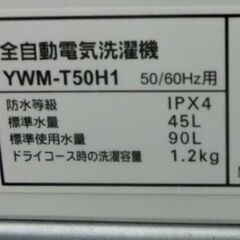 全自動電気洗濯機
YWM-T50H1 50/60Hz用
防水等級 IPX4
標準水量 45L
標準使用水量 90L
ドライコース時の洗濯容量 1.2kg